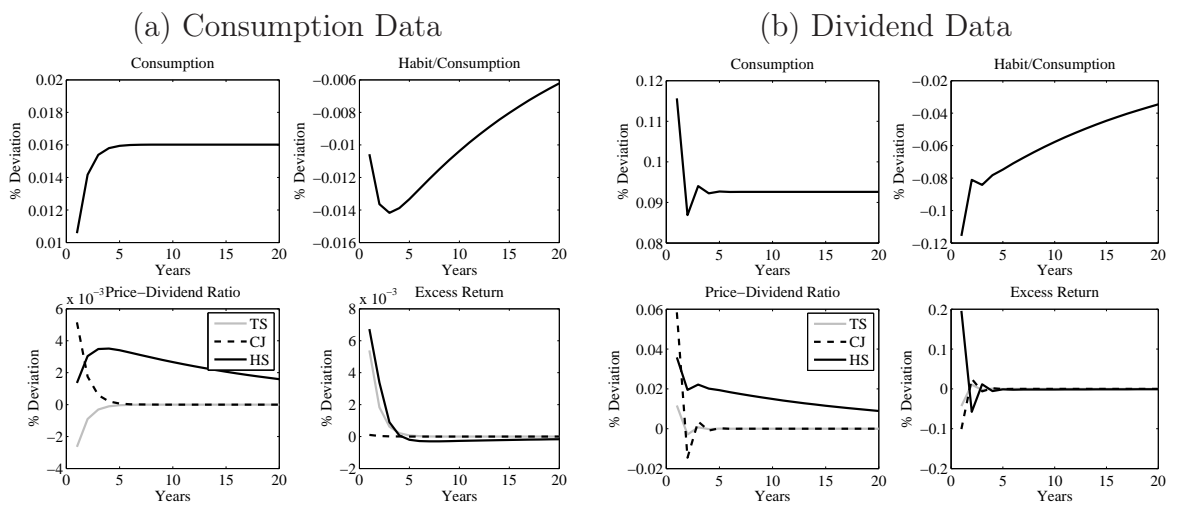 (a) Consumption Data
Consumption
0.02
0.018
0.016
0.014
0.012
0.01
% Deviation
0 5 10 15 20
Years
Habit/Consumption
−0.006
−0.008
−0.01
−0.012
−0.014
−0.016
% Deviation
0 5 10 15 20
Years
x 10⁻³ Price−Dividend Ratio
6
4
2
0
−2
−4
% Deviation
TS
CJ
HS
0 5 10 15 20
Years
x 10⁻³ Excess Return
8
6
4
2
0
−2
% Deviation
0 5 10 15 20
Years
(b) Dividend Data
Consumption
0.12
0.11
0.1
0.09
0.08
% Deviation
0 5 10 15 20
Years
Habit/Consumption
−0.02
−0.04
−0.06
−0.08
−0.1
−0.12
% Deviation
0 5 10 15 20
Years
Price−Dividend Ratio
0.06
0.04
0.02
0
−0.02
% Deviation
TS
CJ
HS
0 5 10 15 20
Years
Excess Return
0.2
0.1
0
−0.1
−0.2
% Deviation
0 5 10 15 20
Years